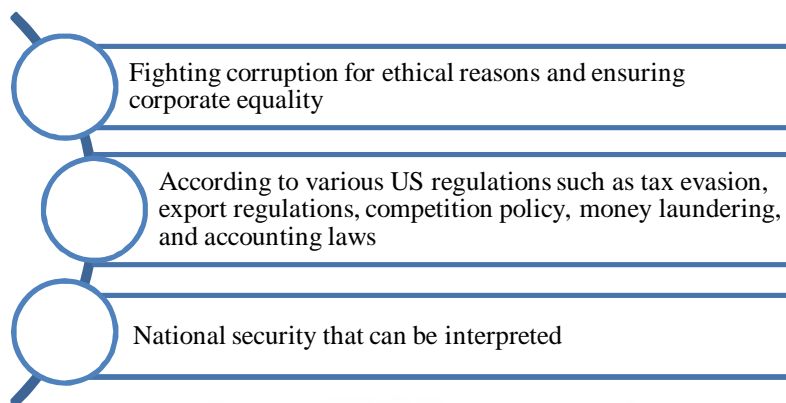 Fighting corruption for ethical reasons and ensuring
corporate equality
According to various US regulations such as tax evasion,
export regulations, competition policy, money laundering,
and accounting laws
National security that can be interpreted